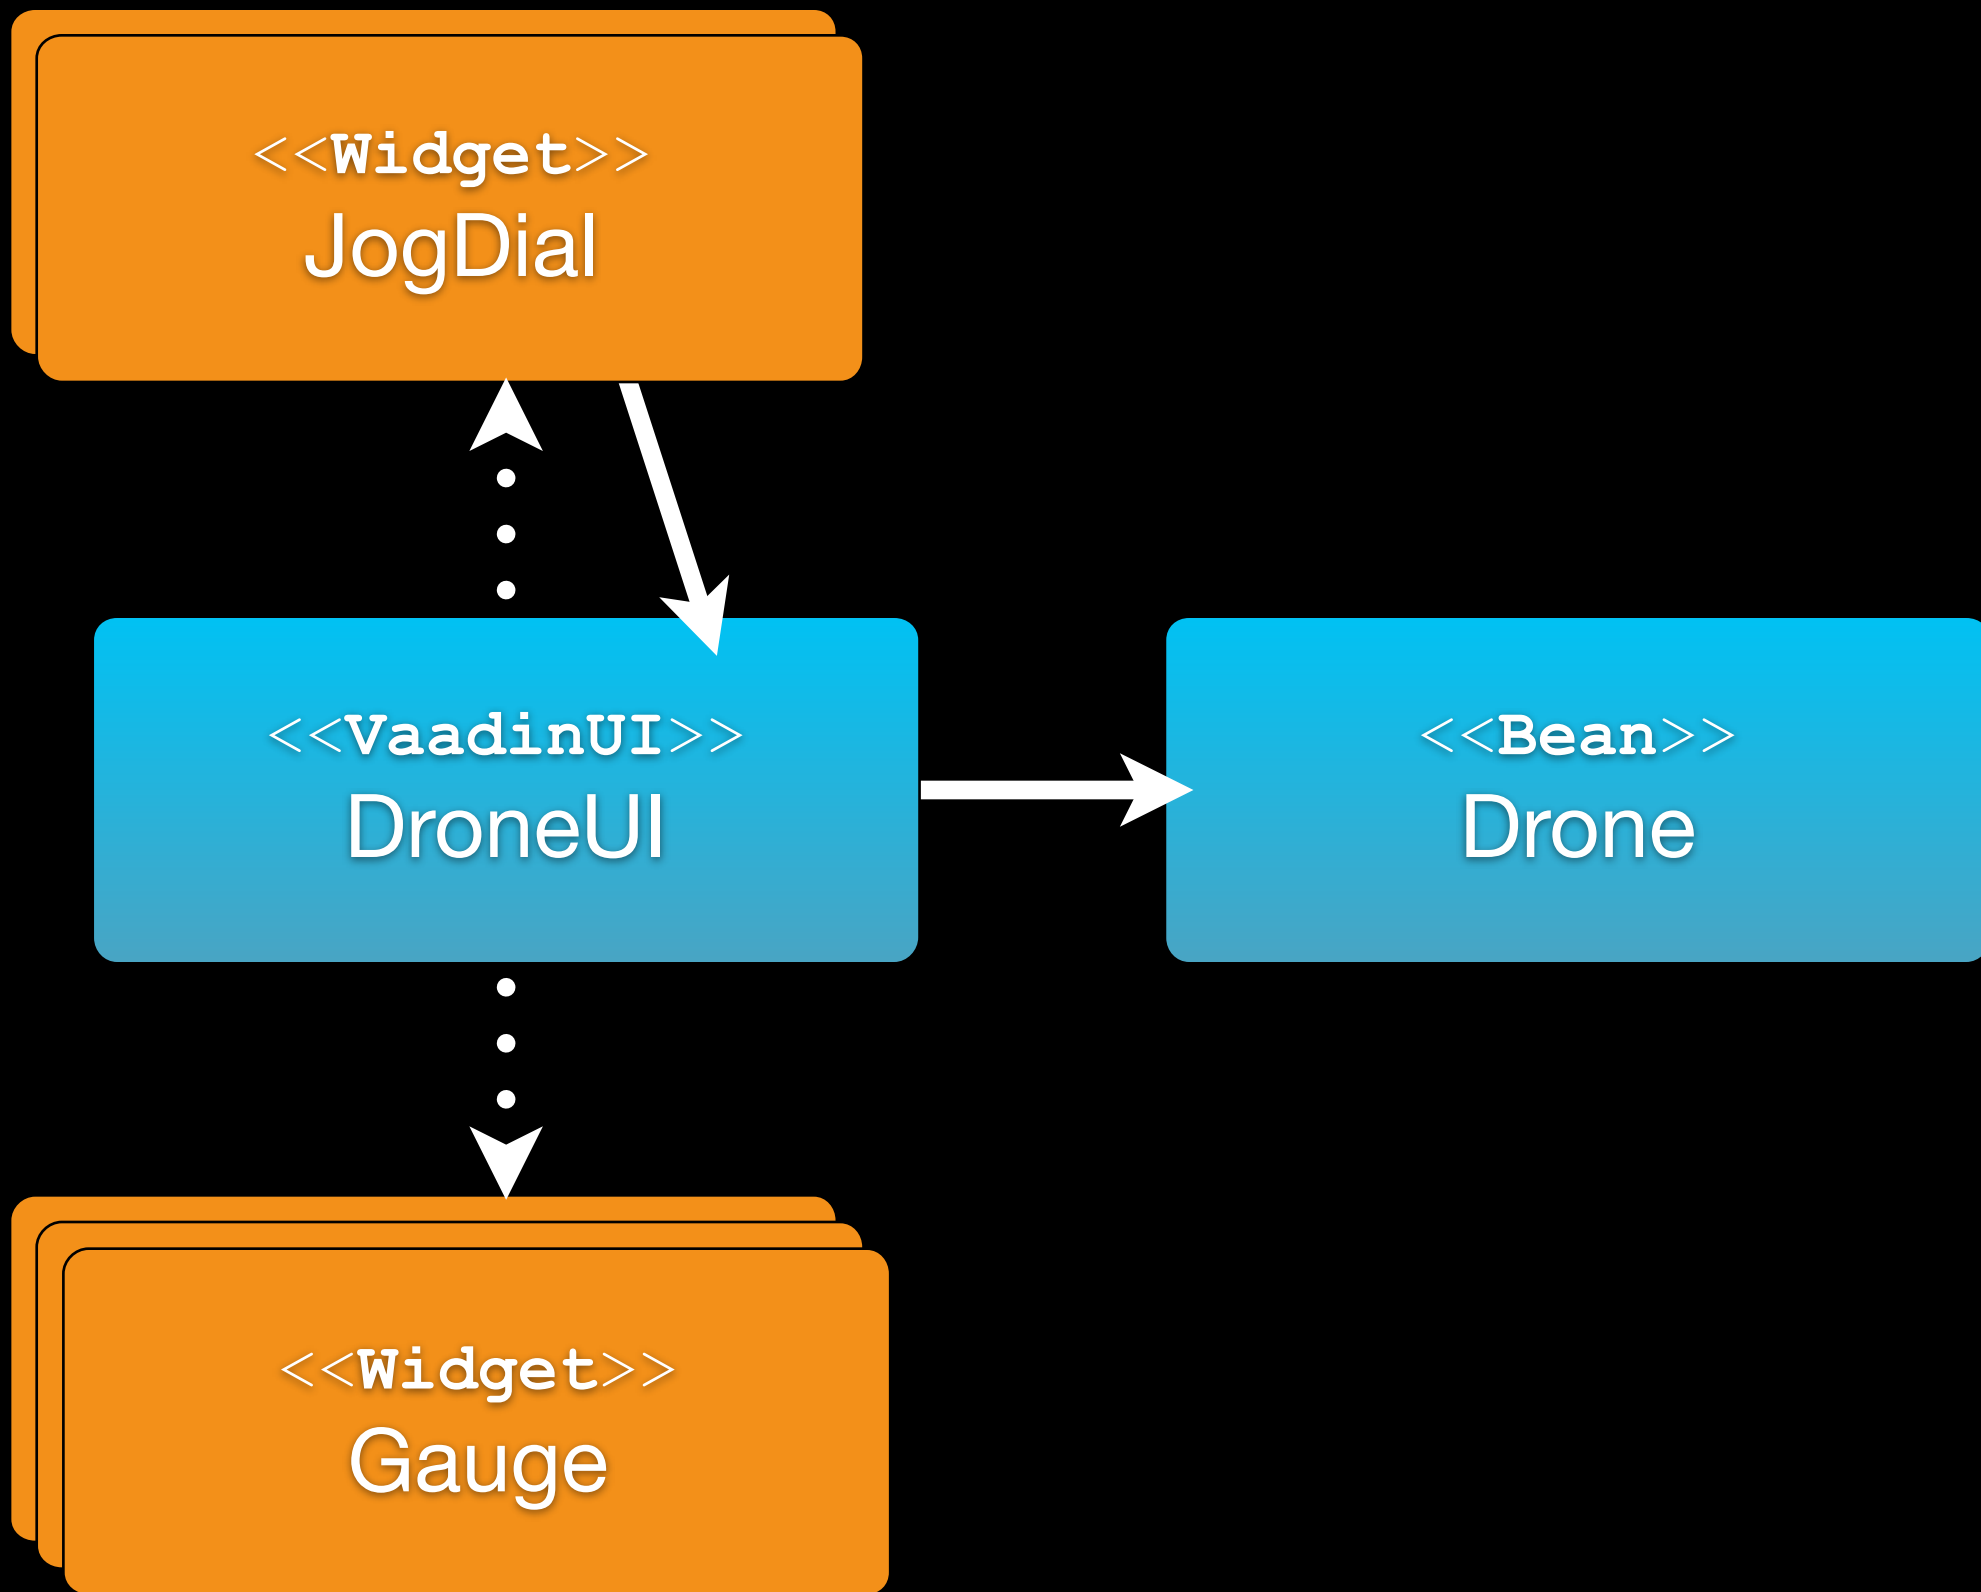 <<Widget>>
JogDial
<<VaadinUI>>
DroneUI
<<Bean>>
Drone
<<Widget>>
Gauge